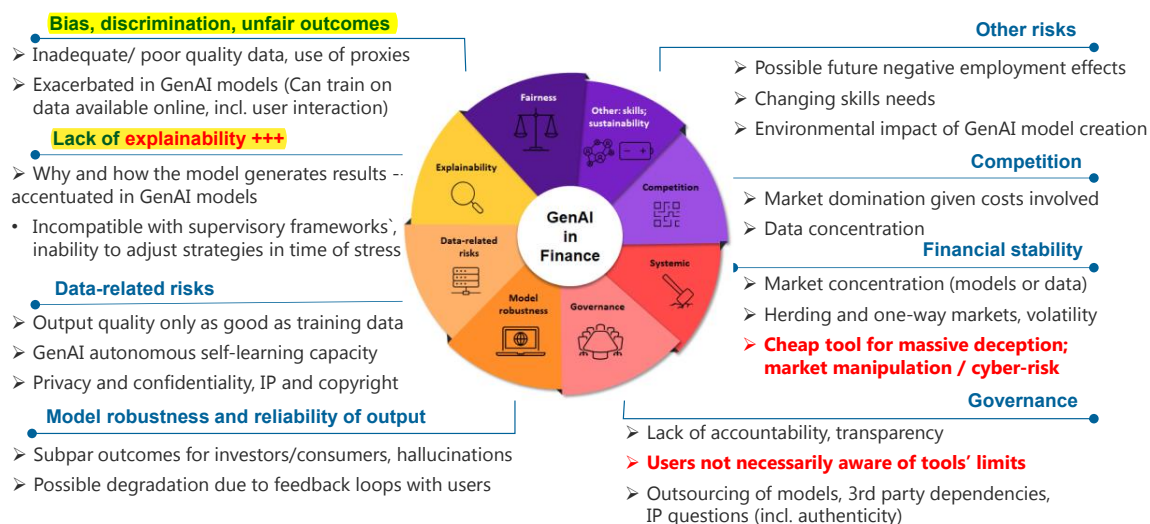 Bias, discrimination, unfair outcomes
➢ Inadequate/ poor quality data, use of proxies
➢ Exacerbated in GenAI models (Can train on
data available online, incl. user interaction)
Lack of explainability +++
➢ Why and how the model generates results --
accentuated in GenAI models
• Incompatible with supervisory frameworks`,
inability to adjust strategies in time of stress
Data-related risks
➢ Output quality only as good as training data
➢ GenAI autonomous self-learning capacity
➢ Privacy and confidentiality, IP and copyright
Model robustness and reliability of output
➢ Subpar outcomes for investors/consumers, hallucinations
➢ Possible degradation due to feedback loops with users
Fairness
Other: skills;
sustainability
Explainability
Competition
GenAI
in
Finance
Data-related
risks
Systemic
Model
robustness
Governance
Other risks
➢ Possible future negative employment effects
➢ Changing skills needs
➢ Environmental impact of GenAI model creation
Competition
➢ Market domination given costs involved
➢ Data concentration
Financial stability
➢ Market concentration (models or data)
➢ Herding and one-way markets, volatility
➢ Cheap tool for massive deception;
market manipulation / cyber-risk
Governance
➢ Lack of accountability, transparency
➢ Users not necessarily aware of tools’ limits
➢ Outsourcing of models, 3rd party dependencies,
IP questions (incl. authenticity)